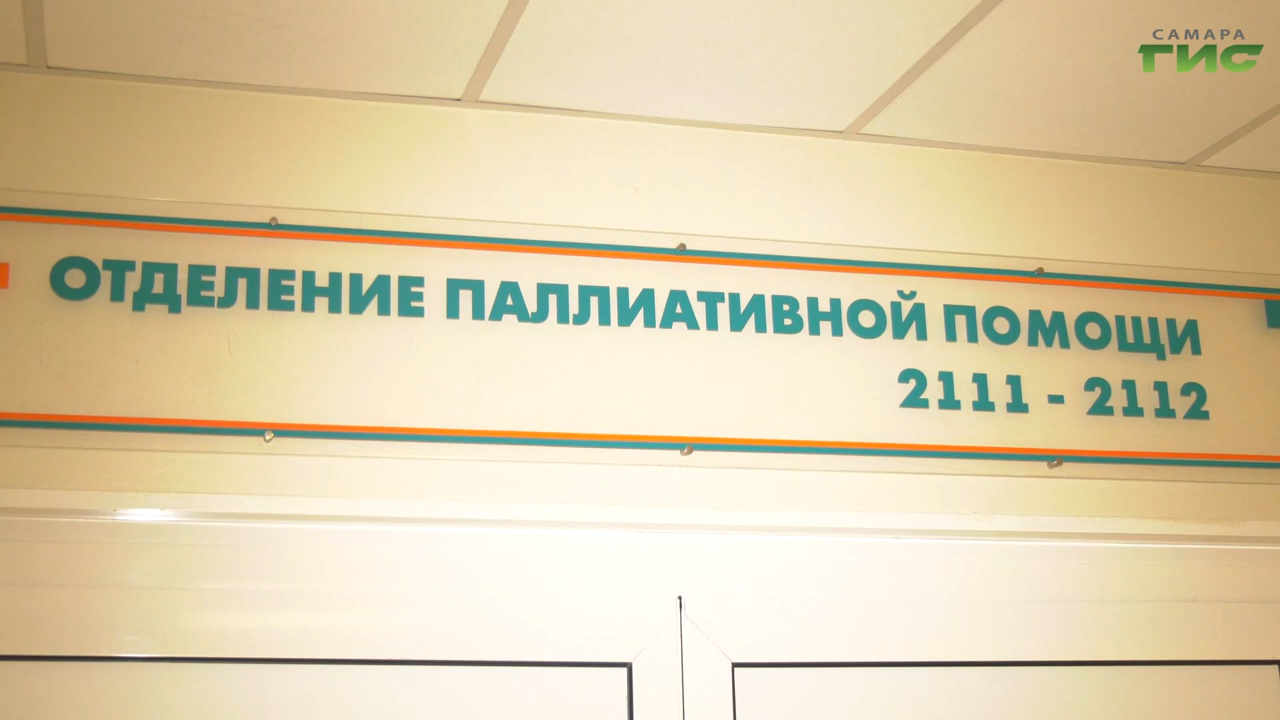 САМАРА
ГИС
ОТДЕЛЕНИЕ ПАЛЛИАТИВНОЙ ПОМОЩИ
2111 - 2112